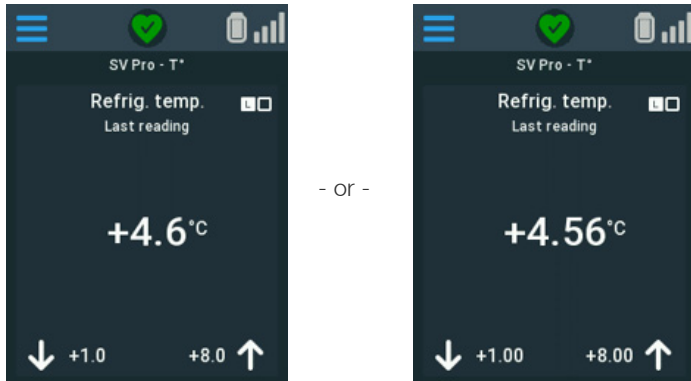 SV Pro - T°
Refrig. temp.
L
Last reading
+4.6°C
+1.0 +8.0
- or -
SV Pro - T°
Refrig. temp.
L
Last reading
+4.56°C
+1.00 +8.00